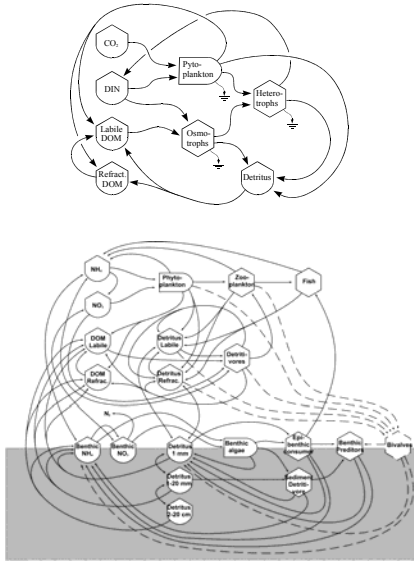 CO₂
Pyto-
plankton
DIN
Hetero-
trophs
Labile
DOM
Osmo-
trophs
Refract.
DOM
Detritus
NH₄
Phyto-
plankton
Zoo-
plankton
Fish
NO₃
DOM
Labile
Detritus
Labile
Detriti-
vores
DOM
Refrac.
Detritus
Refrac.
N₂
Benthic
NH₄
Benthic
NO₃
Detritus
1 mm
Benthic
algae
Epi-
benthic
consumer
Benthic
Preditors
Bivalves
Detritus
1-20 mm
Sediment
Detriti-
vore
Detritus
2-20 cm